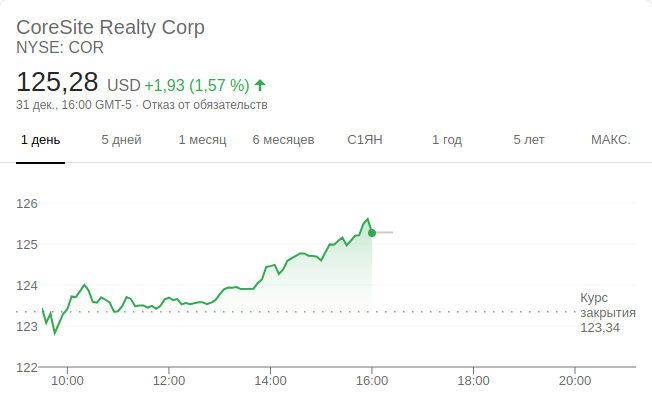 CoreSite Realty Corp
NYSE: COR
125,28 USD +1,93 (1,57 %)
31 дек., 16:00 GMT-5 · Отказ от обязательств
1 день 5 дней 1 месяц 6 месяцев С1ЯН 1 год 5 лет МАКС.
126
125
124
Курс
закрытия
123,34
123
122
10:00 12:00 14:00 16:00 18:00 20:00